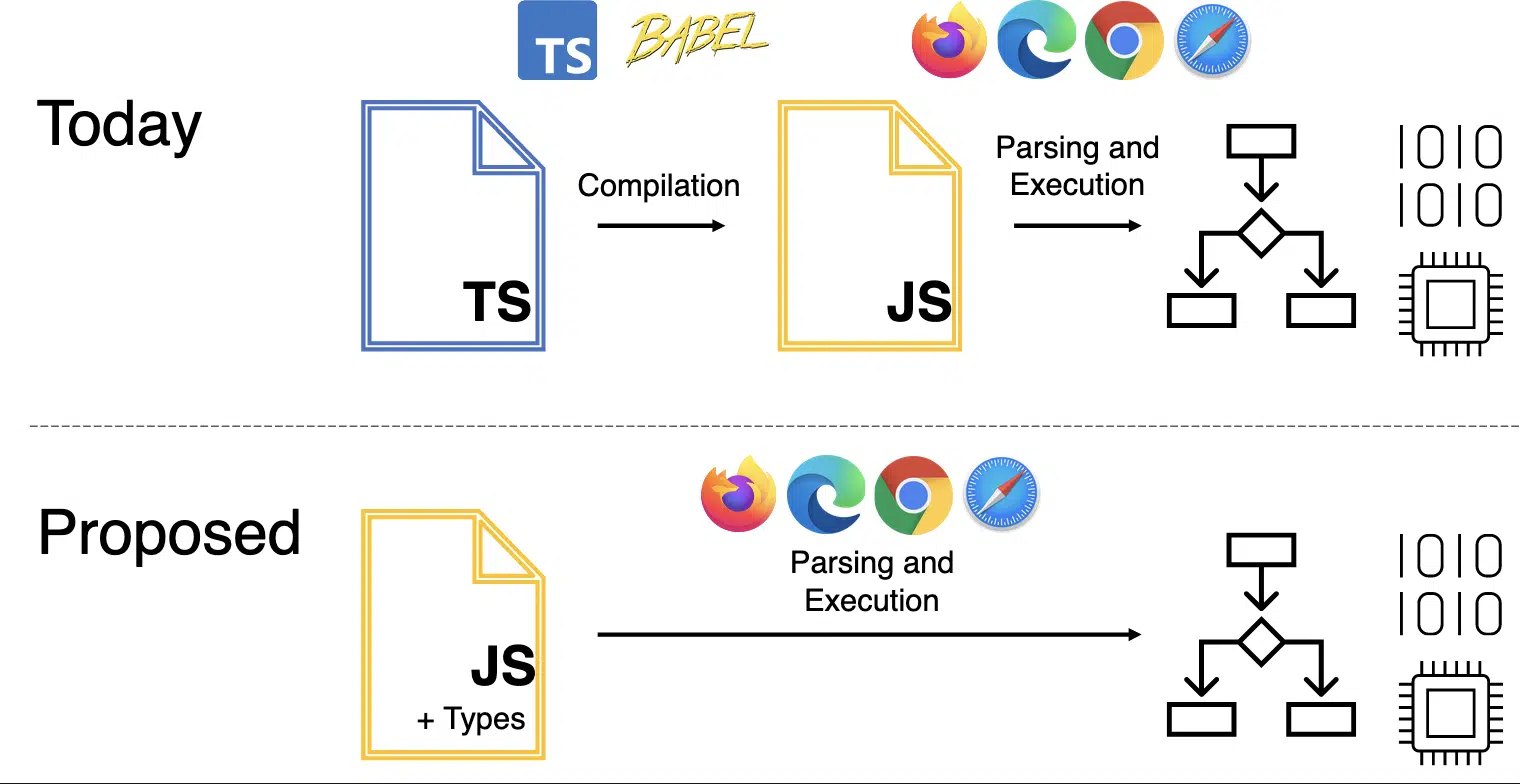 TS
BABEL
Today
Compilation
Parsing and
Execution
TS
JS
1010
1010
Proposed
Parsing and
Execution
JS
+ Types
1010
1010